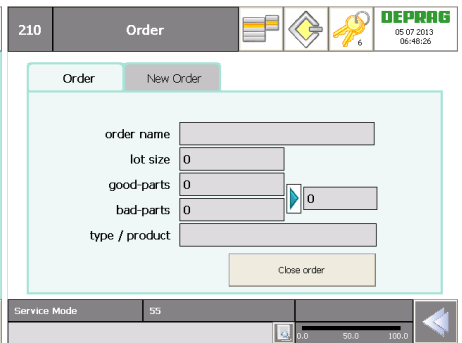 210
Order
6
DEPRAG
05 07 2013
06:48:26
Order
New Order
order name
lot size 0
good-parts 0
0
bad-parts 0
type / product
Close order
Service Mode
55
0.0 50.0 100.0